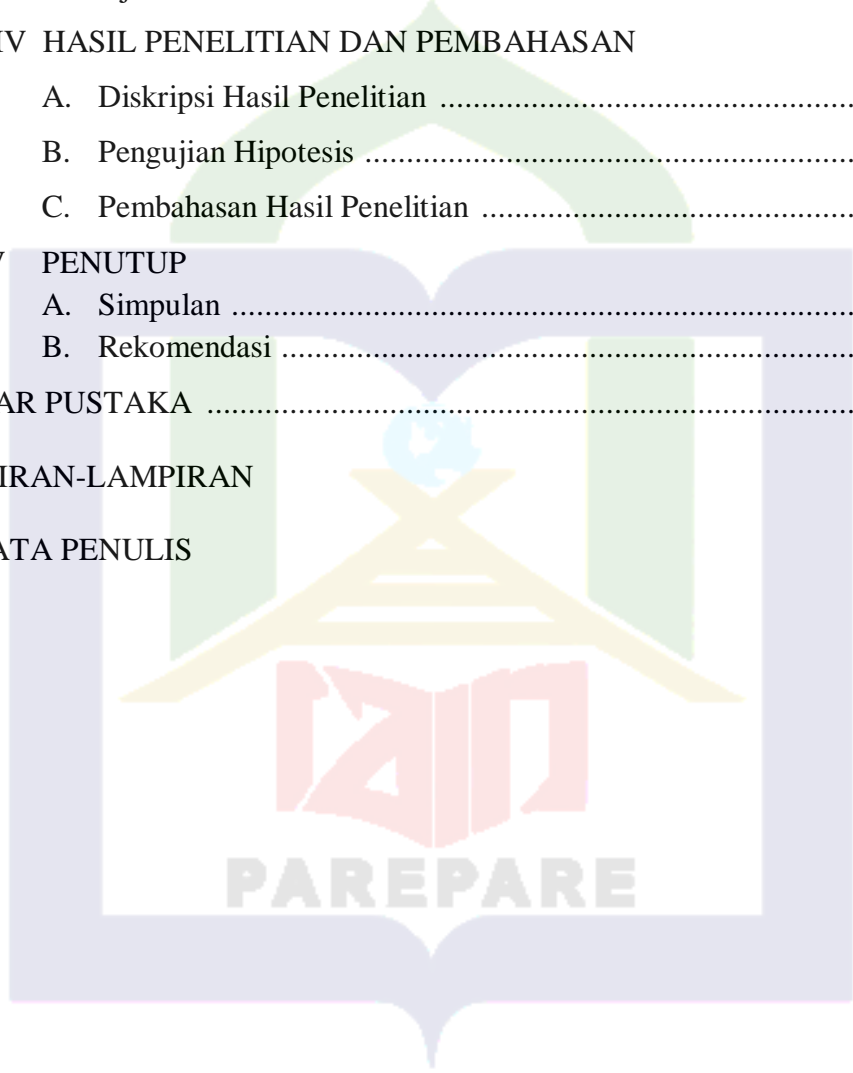 IV HASIL PENELITIAN DAN PEMBAHASAN
A. Diskripsi Hasil Penelitian ..................................................
B. Pengujian Hipotesis ...........................................................
C. Pembahasan Hasil Penelitian .............................................
V PENUTUP
A. Simpulan ...........................................................................
B. Rekomendasi .....................................................................
AR PUSTAKA ...............................................................................
IRAN-LAMPIRAN
ATA PENULIS
iain
PAREPARE